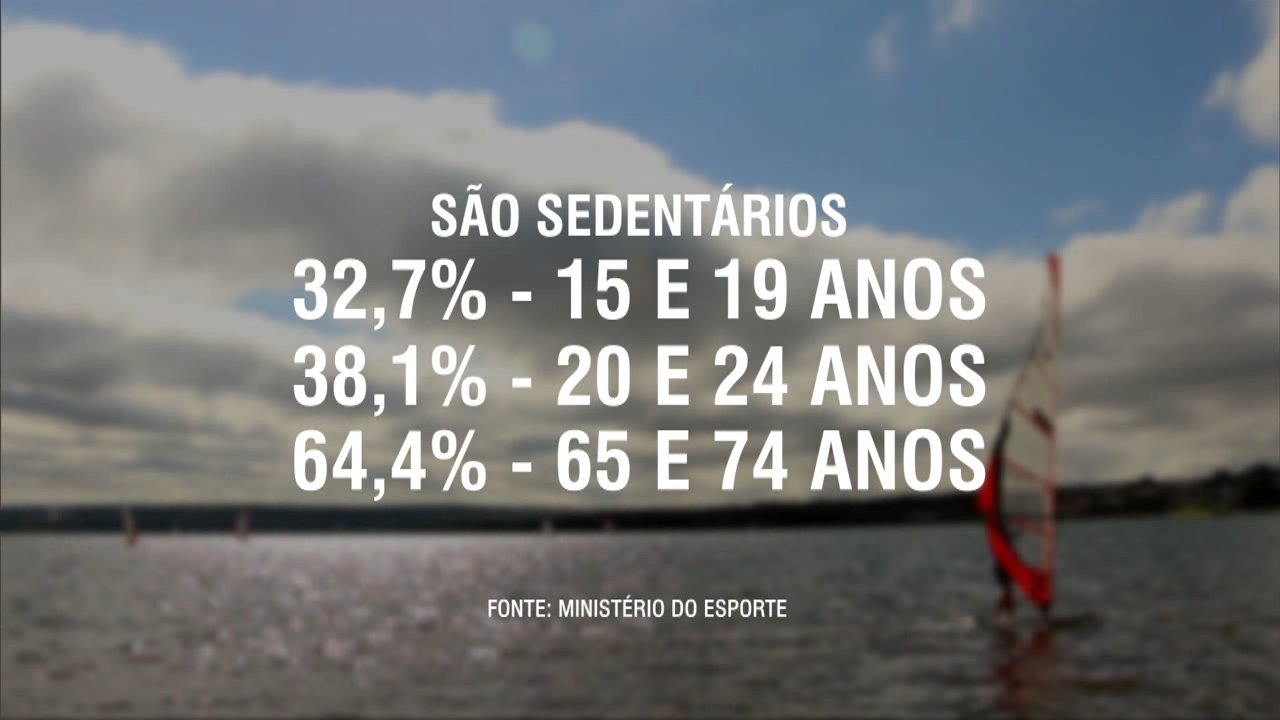 SÃO SEDENTÁRIOS
32,7% - 15 E 19 ANOS
38,1% - 20 E 24 ANOS
64,4% - 65 E 74 ANOS
FONTE: MINISTÉRIO DO ESPORTE